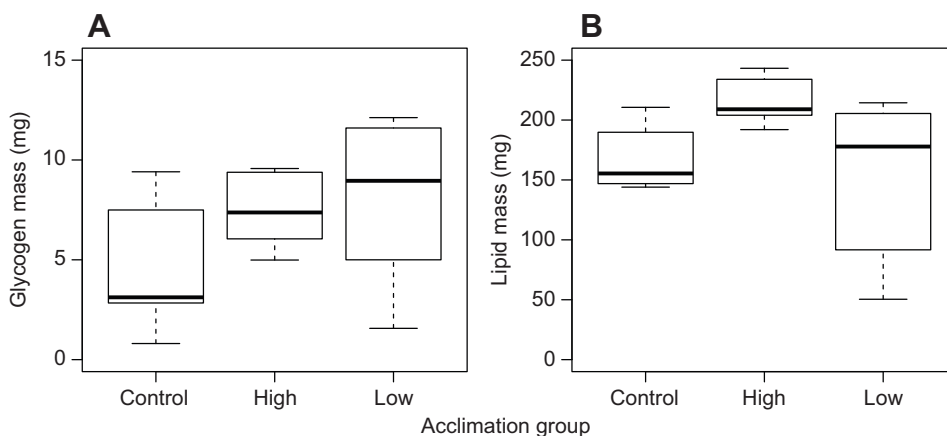 A
B
Glycogen mass (mg)
15
10
5
0
Control
High
Low
Lipid mass (mg)
250
200
150
100
50
0
Control
High
Low
Acclimation group